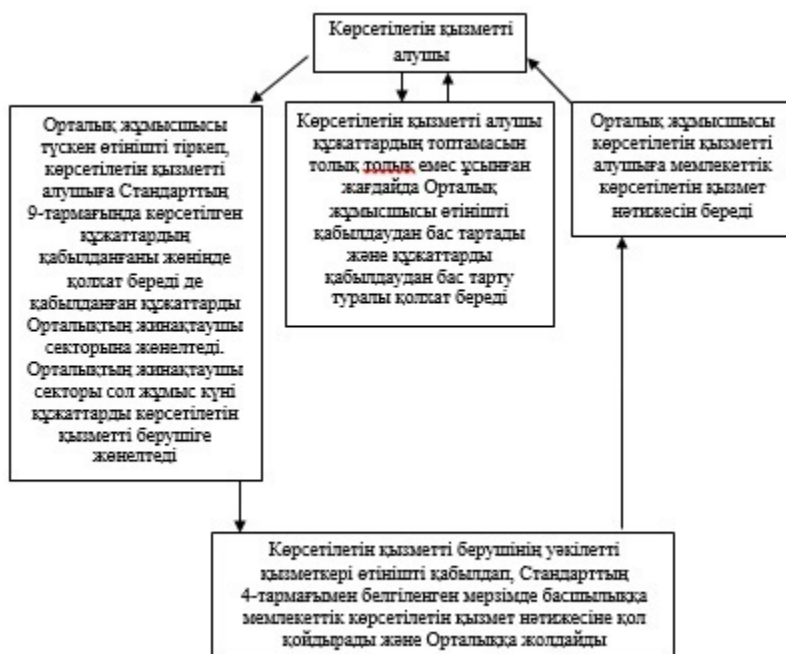 Көрсетілетін қызметті
алушы
Орталық жұмысшысы
түскен өтінішті тіркеп,
көрсетілетін қызметті
алушыға Стандарттың
9-тармағында көрсетілген
құжаттардың
қабылданғаны жөнінде
қолхат береді де
қабылданған құжаттарды
Орталықтың жинақтаушы
секторына жөнелтеді.
Орталықтың жинақтаушы
секторы сол жұмыс күні
құжаттарды көрсетілетін
қызметті берушіге
жөнелтеді
Көрсетілетін қызметті алушы
құжаттардың топтамасын
толық толық емес ұсынған
жағдайда Орталық
жұмысшысы өтінішті
қабылдаудан бас тартады
және құжаттарды
қабылдаудан бас тарту
туралы қолхат береді
Орталық жұмысшысы
көрсетілетін қызметті
алушыға мемлекеттік
көрсетілетін қызмет
нәтижесін береді
Көрсетілетін қызметті берушінің уәкілетті
қызметкері өтінішті қабылдап, Стандарттың
4-тармағымен белгіленген мерзімде басшылыққа
мемлекеттік көрсетілетін қызмет нәтижесіне қол
қойдырады және Орталыққа жолдайды